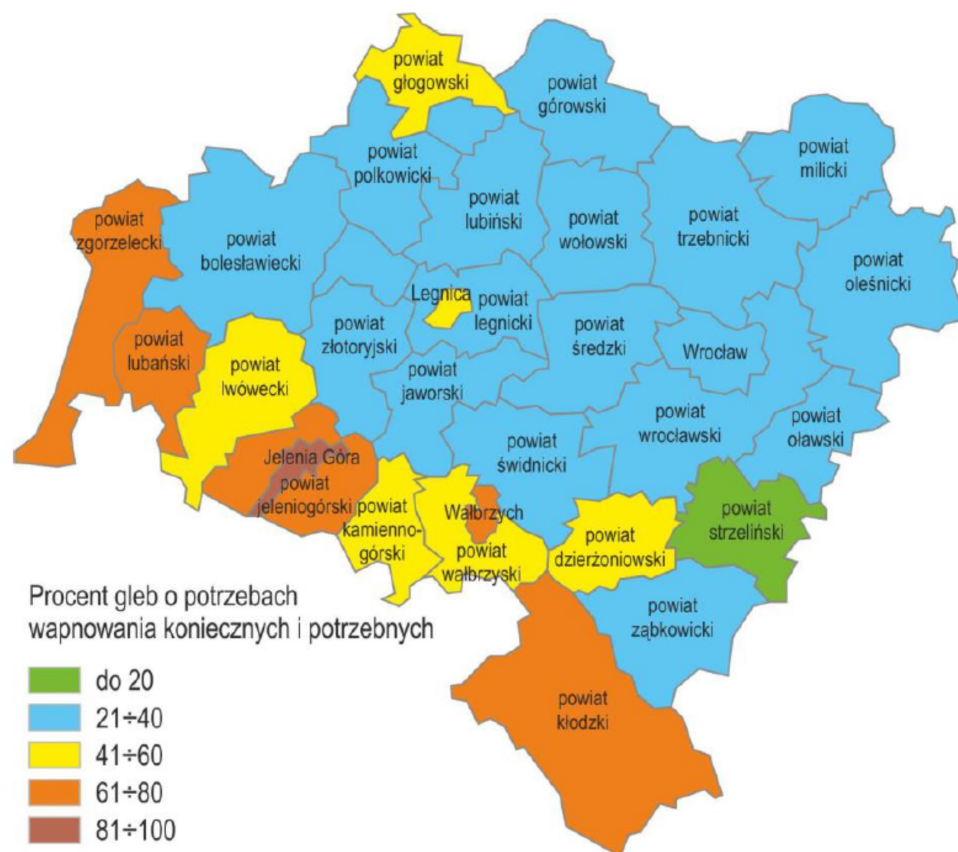 powiat
głogowski
powiat
górowski
powiat
milicki
powiat
polkowicki
powiat
lubiński
powiat
wołowski
powiat
trzebnicki
powiat
zgorzelecki
powiat
bolesławiecki
powiat
oleśnicki
Legnica
powiat
legnicki
powiat
złotoryjski
powiat
średzki
Wrocław
powiat
lubański
powiat
lwówecki
powiat
jaworski
powiat
wrocławski
powiat
oławski
powiat
świdnicki
Jelenia Góra
powiat
jeleniogórski
powiat
kamienno-
górski
Wałbrzych
powiat
wałbrzyski
powiat
dzierżoniowski
powiat
strzeliński
powiat
ząbkowicki
powiat
kłodzki
Procent gleb o potrzebach
wapnowania koniecznych i potrzebnych
do 20
21÷40
41÷60
61÷80
81÷100